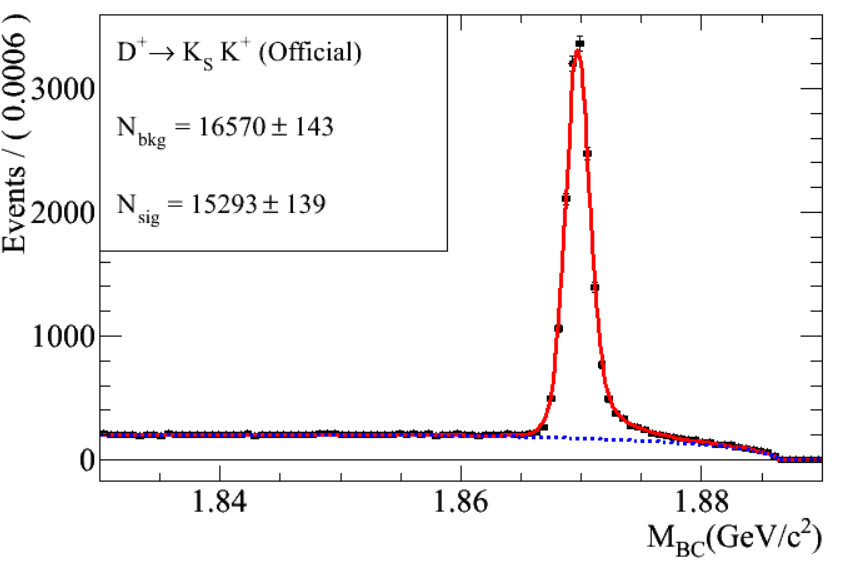 D⁺→ K_S K⁺ (Official)
N_bkg = 16570 ± 143
N_sig = 15293 ± 139
Events / ( 0.0006 )
3000
2000
1000
0
1.84 1.86 1.88
M_BC(GeV/c²)